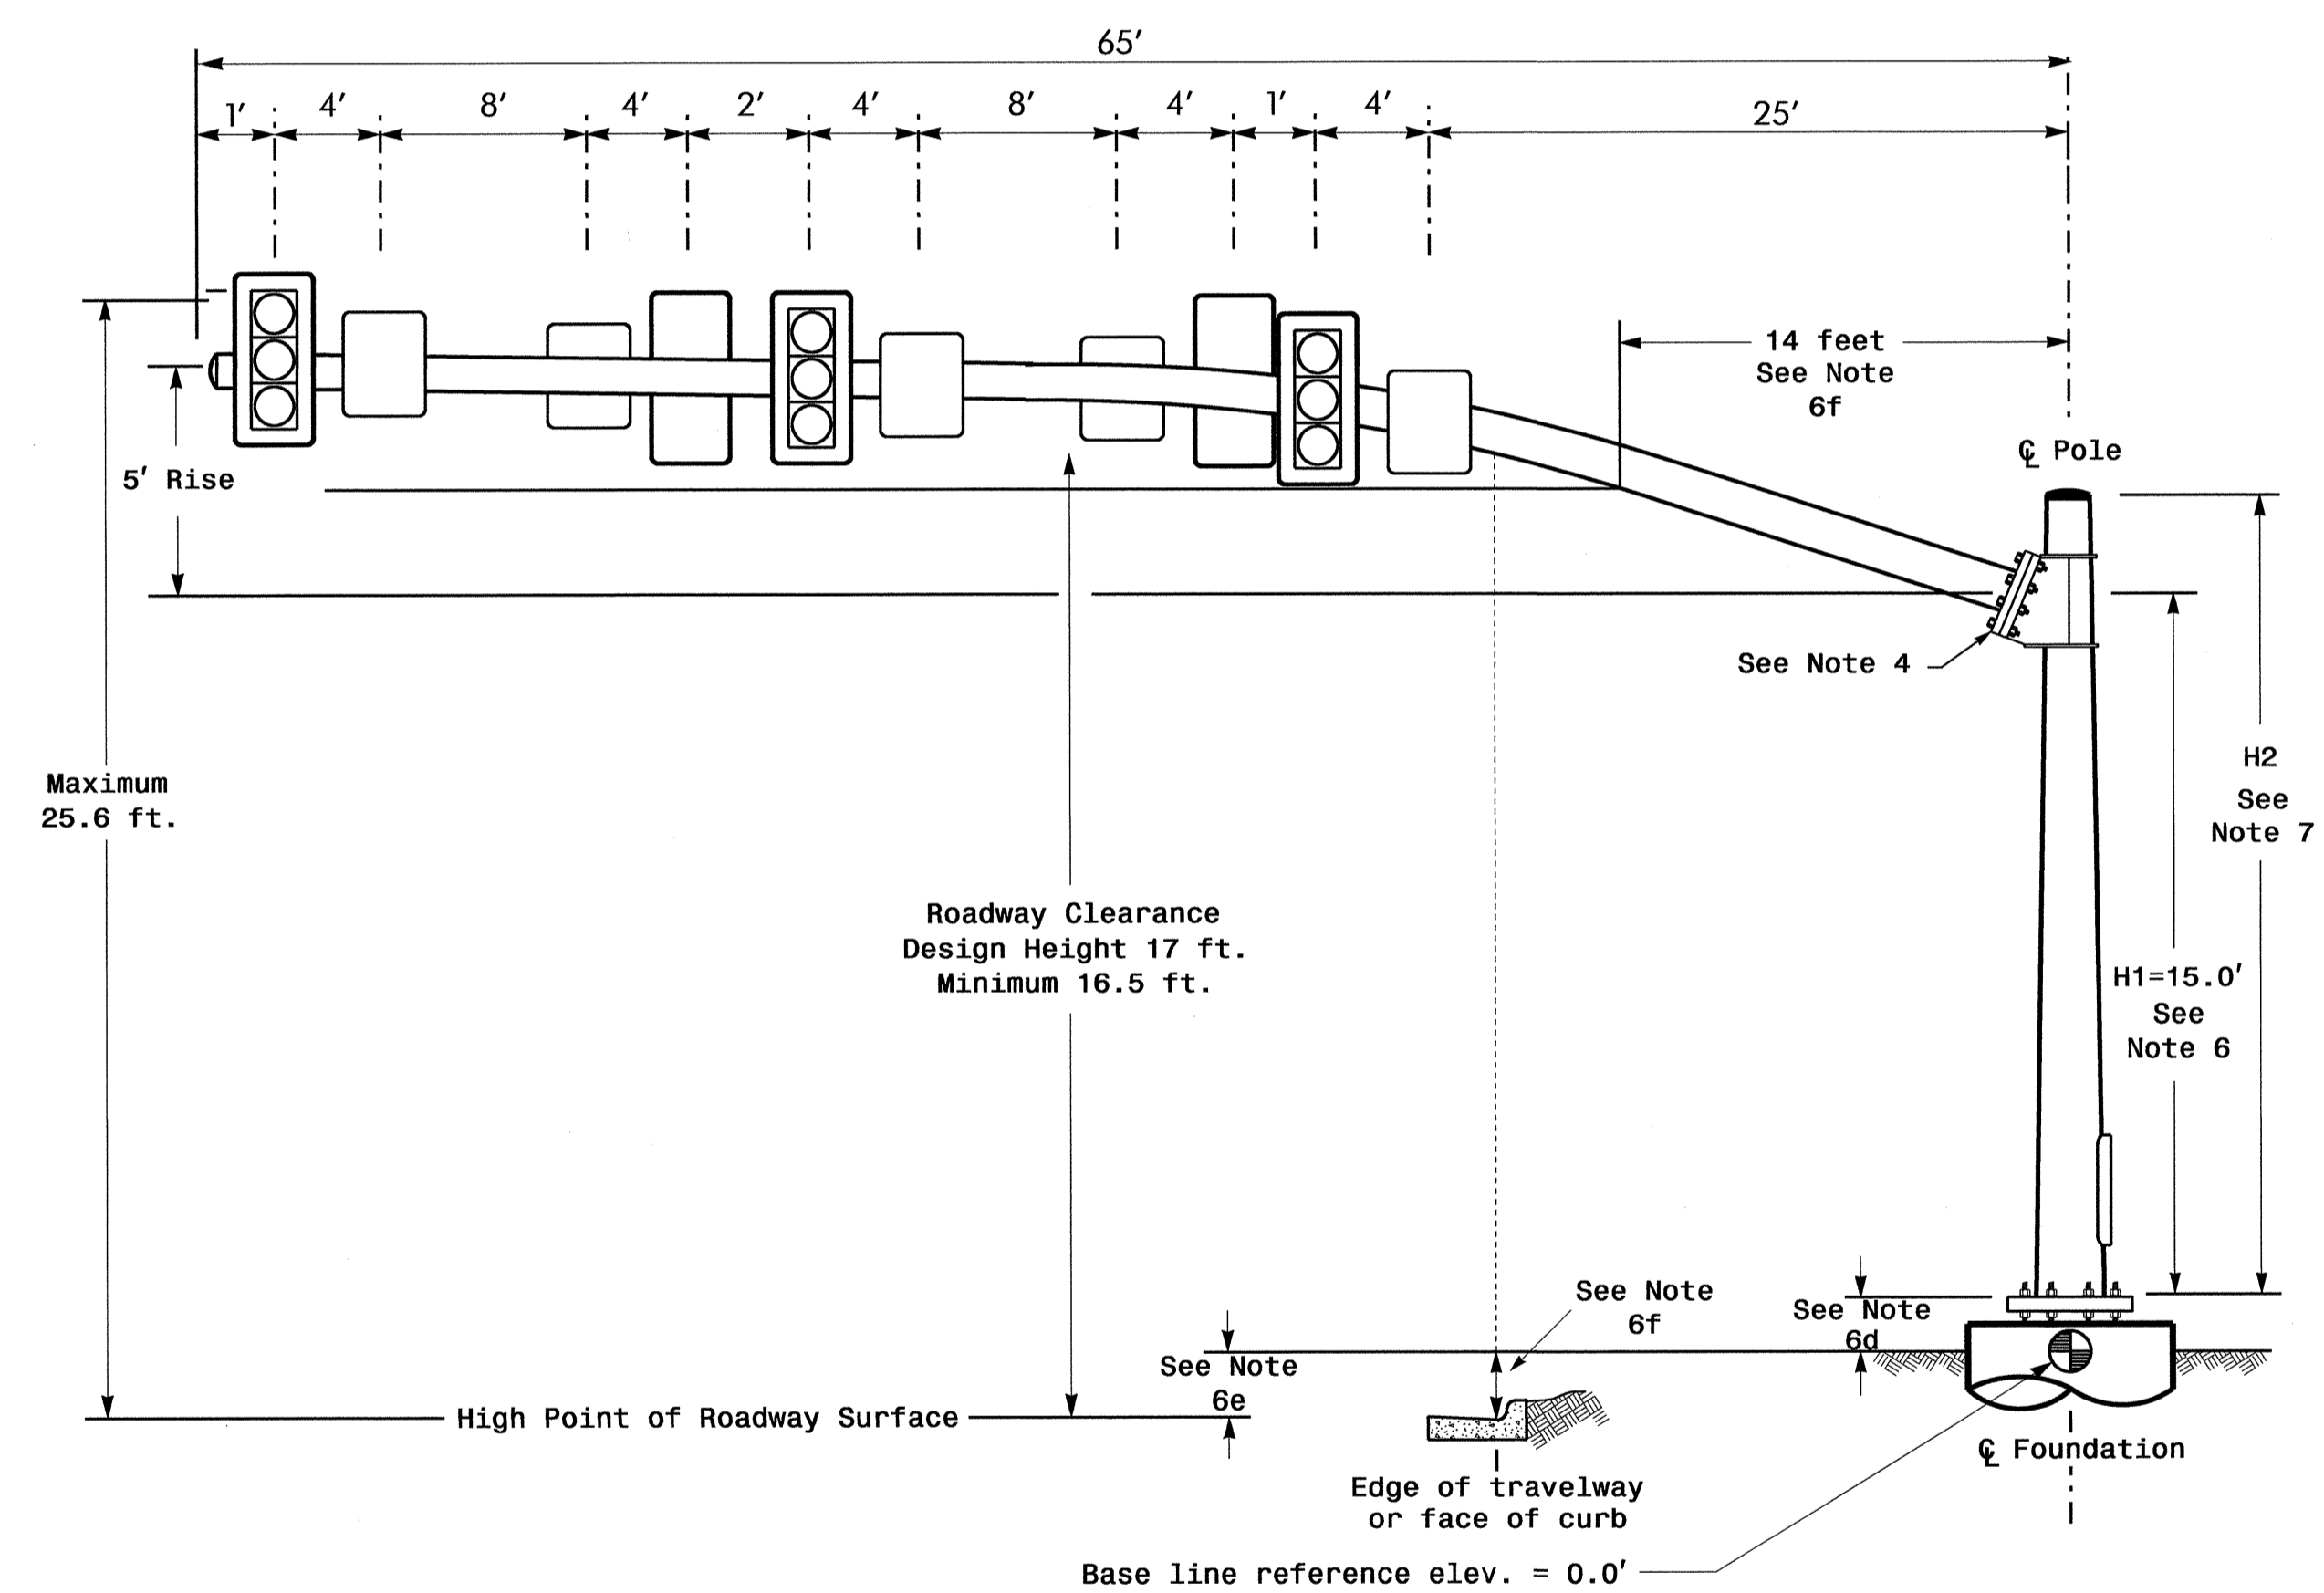 65′
1′ 4′ 8′ 4′ 2′ 4′ 8′ 4′ 1′ 4′ 25′
14 feet
See Note
6f
℄ Pole
5′ Rise
See Note 4
Maximum
25.6 ft.
H2
See
Note 7
Roadway Clearance
Design Height 17 ft.
Minimum 16.5 ft.
H1=15.0′
See
Note 6
See Note
6f
See Note
6d
See Note
6e
High Point of Roadway Surface
℄ Foundation
Edge of travelway
or face of curb
Base line reference elev. = 0.0′